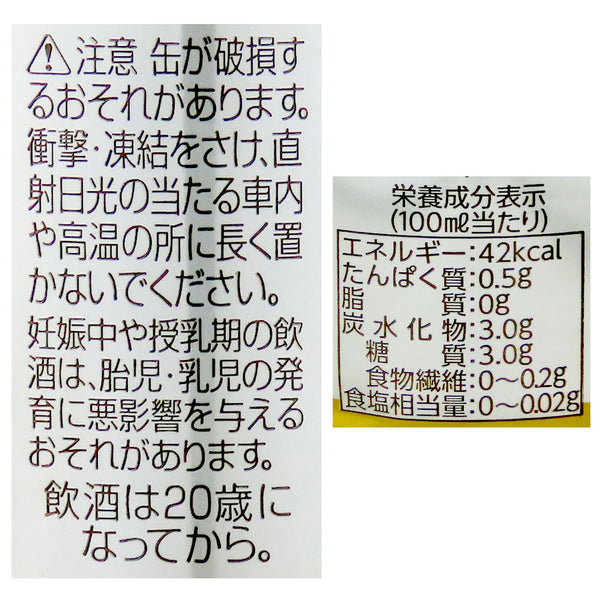 ⚠注意 缶が破損す
るおそれがあります。
衝撃・凍結をさけ、直
射日光の当たる車内
や高温の所に長く置
かないでください。
妊娠中や授乳期の飲
酒は、胎児・乳児の発
育に悪影響を与える
おそれがあります。
飲酒は20歳に
なってから。
栄養成分表示
(100㎖当たり)
エネルギー:42kcal
たんぱく質:0.5g
脂質:0g
炭水化物:3.0g
糖質:3.0g
食物繊維:0〜0.2g
食塩相当量:0〜0.02g